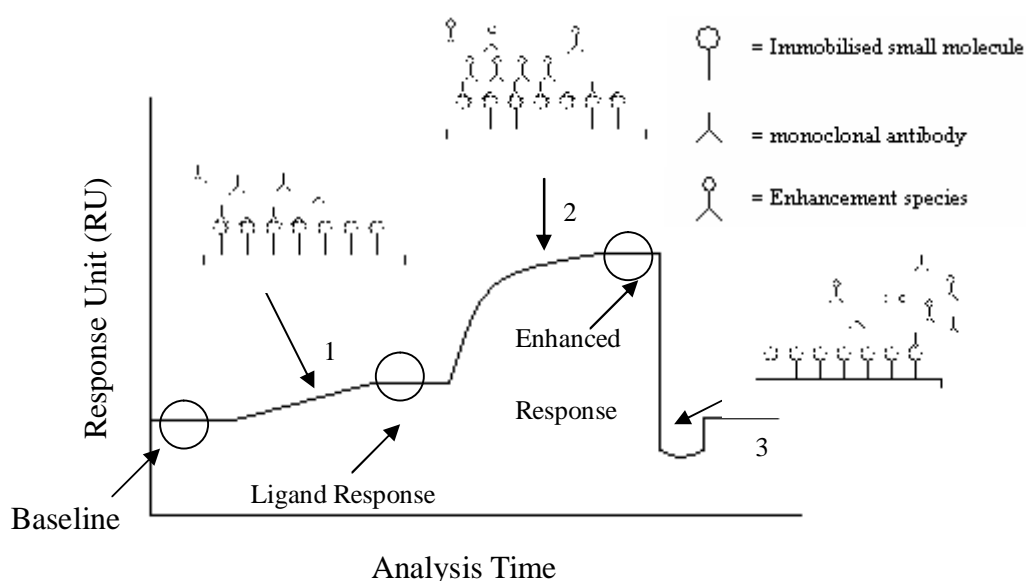 = Immobilised small molecule
= monoclonal antibody
= Enhancement species
Response Unit (RU)
1
2
Enhanced
Response
3
Ligand Response
Baseline
Analysis Time